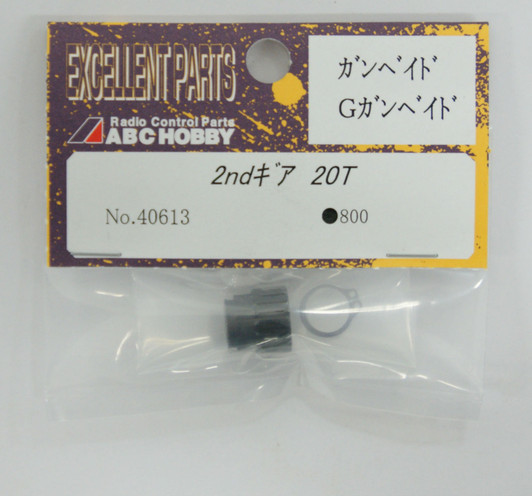 EXCELLENT PARTS
Radio Control Parts
ABC HOBBY
ガンベイド
Gガンベイド
2ndギア 20T
No.40613 ●800